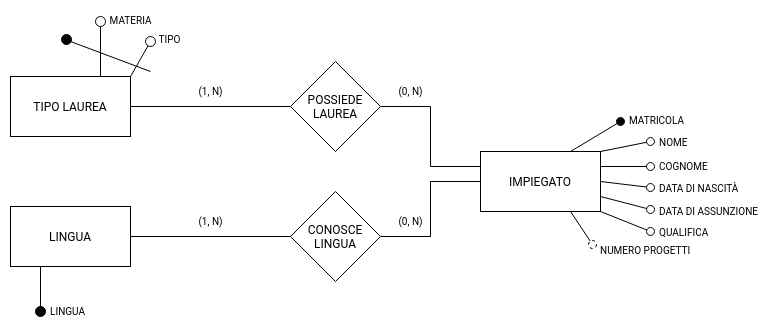 MATERIA
TIPO
TIPO LAUREA
(1, N)
POSSIEDE
LAUREA
(0, N)
MATRICOLA
NOME
COGNOME
DATA DI NASCITÀ
DATA DI ASSUNZIONE
QUALIFICA
NUMERO PROGETTI
IMPIEGATO
LINGUA
(1, N)
CONOSCE
LINGUA
(0, N)
LINGUA